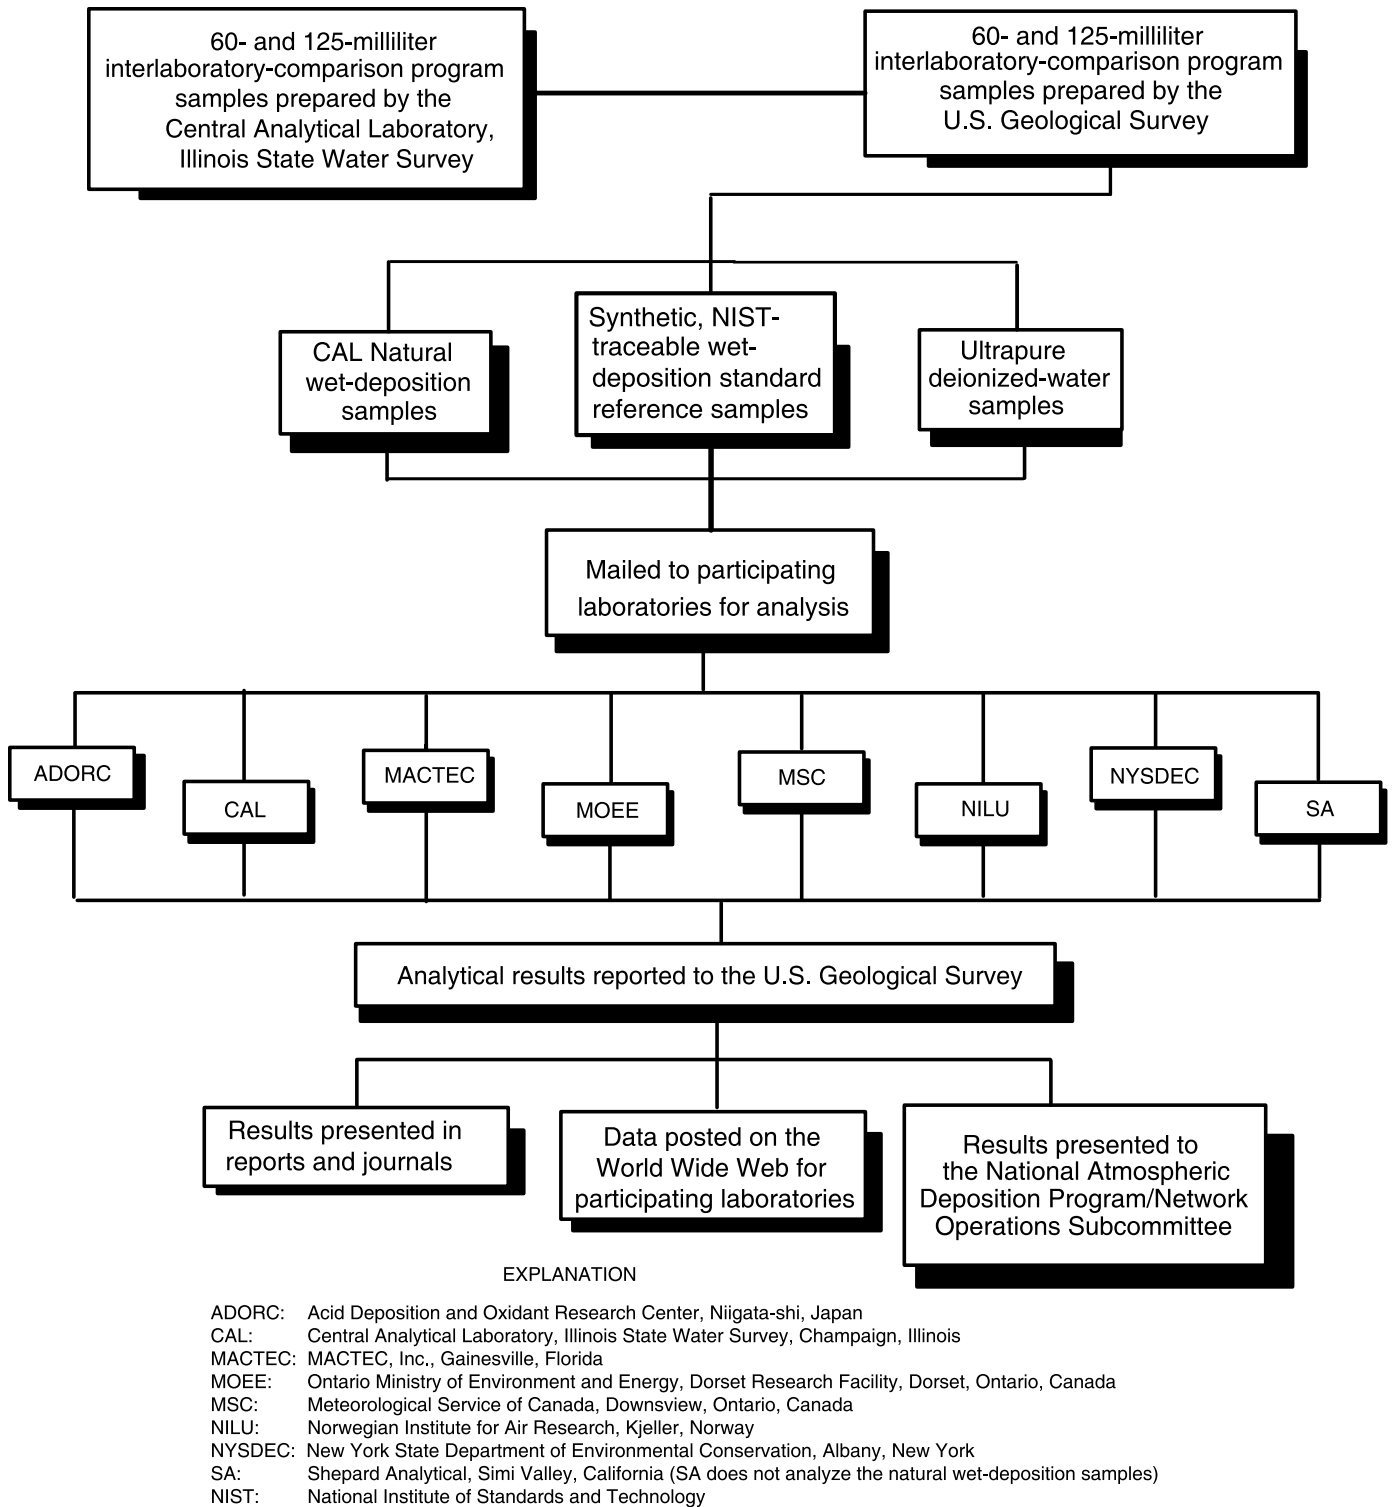 60- and 125-milliliter
interlaboratory-comparison program
samples prepared by the
Central Analytical Laboratory,
Illinois State Water Survey
60- and 125-milliliter
interlaboratory-comparison program
samples prepared by the
U.S. Geological Survey
CAL Natural
wet-deposition
samples
Synthetic, NIST-
traceable wet-
deposition standard
reference samples
Ultrapure
deionized-water
samples
Mailed to participating
laboratories for analysis
ADORC
CAL
MACTEC
MOEE
MSC
NILU
NYSDEC
SA
Analytical results reported to the U.S. Geological Survey
Results presented in
reports and journals
Data posted on the
World Wide Web for
participating laboratories
Results presented to
the National Atmospheric
Deposition Program/Network
Operations Subcommittee
EXPLANATION
ADORC: Acid Deposition and Oxidant Research Center, Niigata-shi, Japan
CAL: Central Analytical Laboratory, Illinois State Water Survey, Champaign, Illinois
MACTEC: MACTEC, Inc., Gainesville, Florida
MOEE: Ontario Ministry of Environment and Energy, Dorset Research Facility, Dorset, Ontario, Canada
MSC: Meteorological Service of Canada, Downsview, Ontario, Canada
NILU: Norwegian Institute for Air Research, Kjeller, Norway
NYSDEC: New York State Department of Environmental Conservation, Albany, New York
SA: Shepard Analytical, Simi Valley, California (SA does not analyze the natural wet-deposition samples)
NIST: National Institute of Standards and Technology